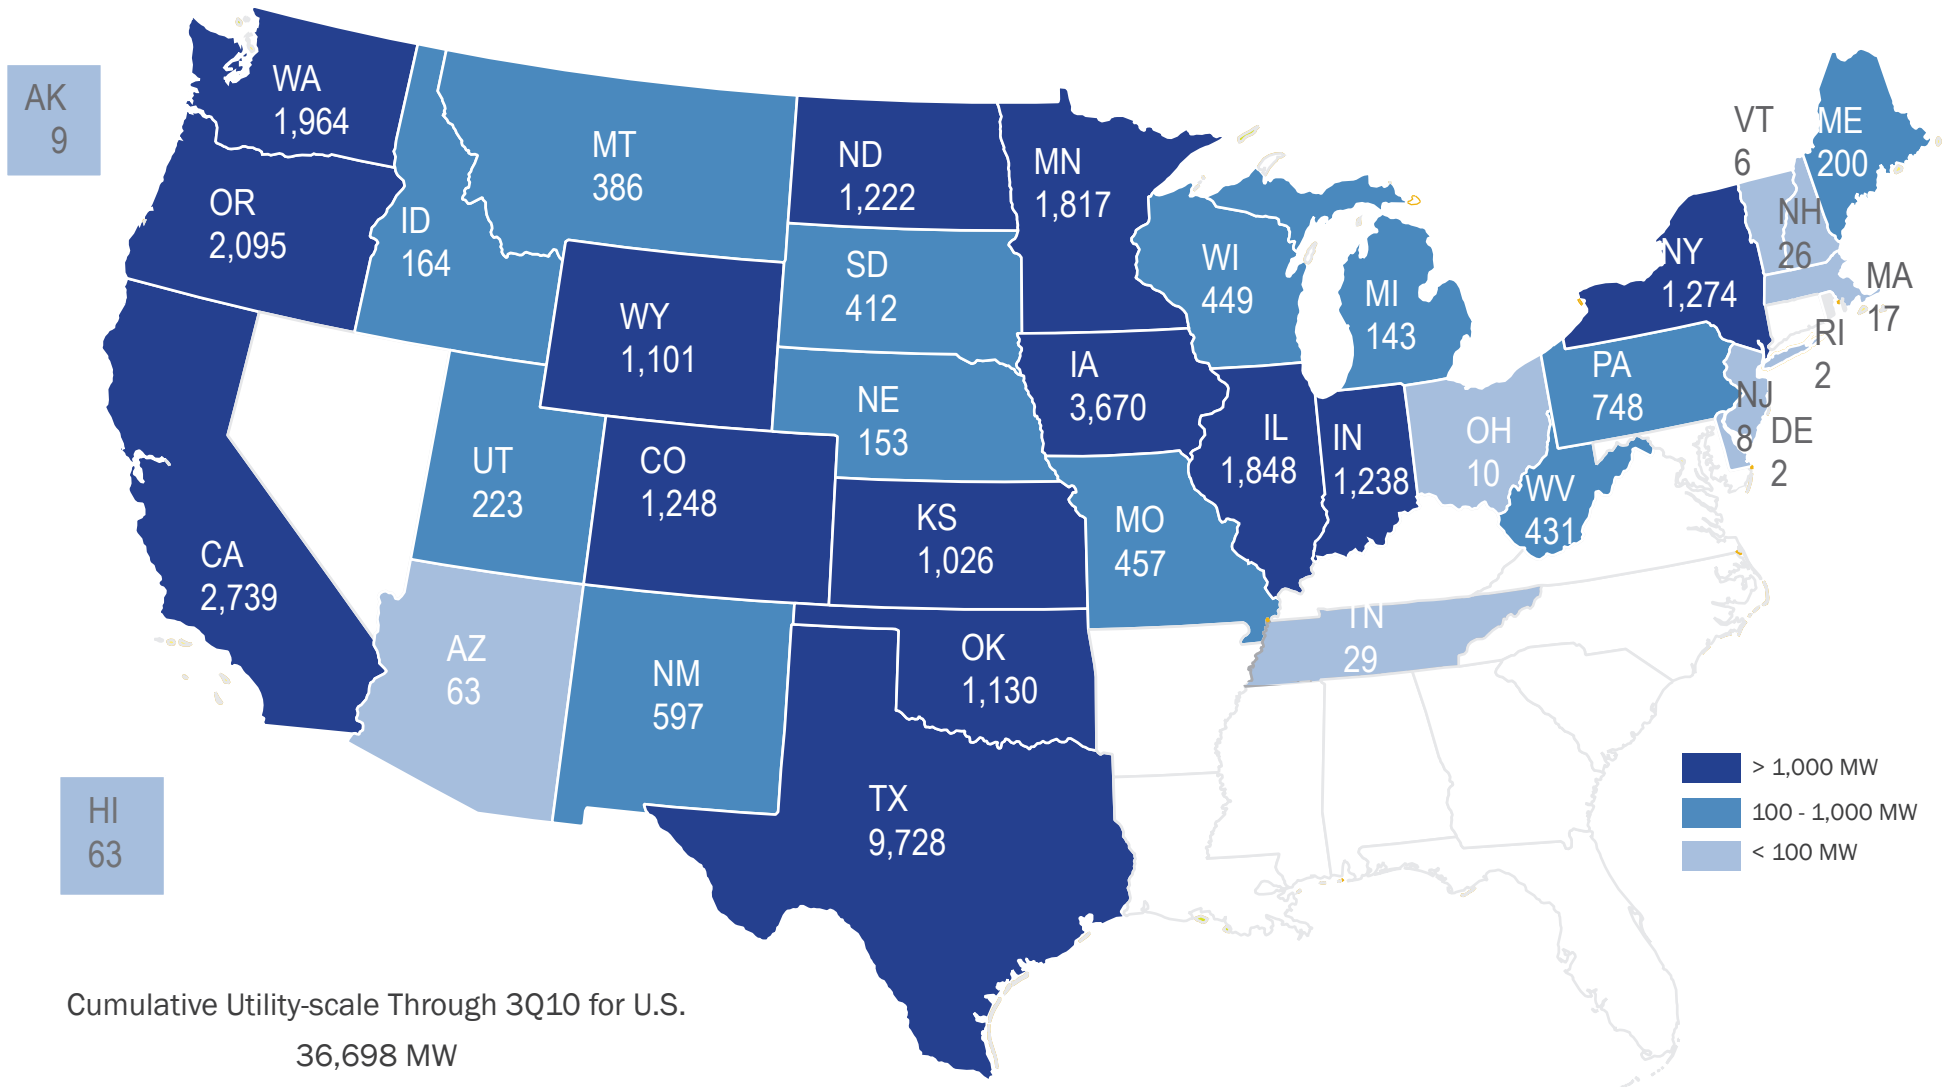 WA
1,964
AK
9
OR
2,095
ID
164
MT
386
ND
1,222
MN
1,817
VT
6
ME
200
NH
26
MA
17
RI
2
NY
1,274
WI
449
MI
143
SD
412
WY
1,101
IA
3,670
PA
748
NJ
8
DE
2
NE
153
IL
1,848
IN
1,238
OH
10
WV
431
UT
223
CO
1,248
KS
1,026
MO
457
CA
2,739
AZ
63
NM
597
OK
1,130
TN
29
TX
9,728
HI
63
> 1,000 MW
100 - 1,000 MW
< 100 MW
Cumulative Utility-scale Through 3Q10 for U.S.
36,698 MW